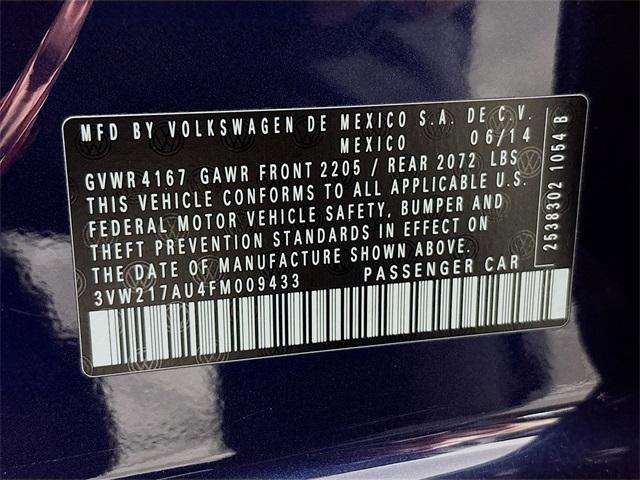 MFD BY VOLKSWAGEN DE MEXICO S.A. DE C.V.
MEXICO 06/14
GVWR 4167 GAWR FRONT 2205 / REAR 2072 LBS
THIS VEHICLE CONFORMS TO ALL APPLICABLE U.S.
FEDERAL MOTOR VEHICLE SAFETY, BUMPER AND
THEFT PREVENTION STANDARDS IN EFFECT ON
THE DATE OF MANUFACTURE SHOWN ABOVE.
3VW217AU4FM009433 PASSENGER CAR
2538302 1054 B